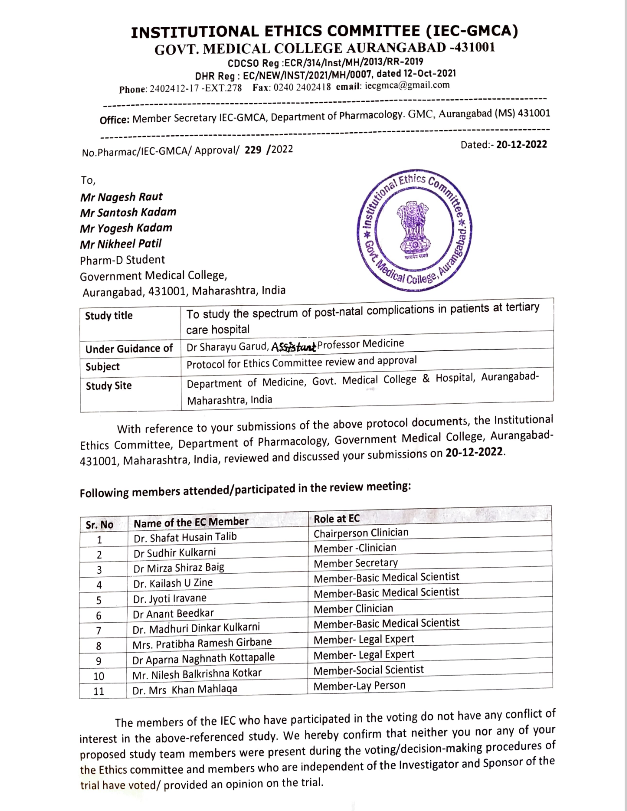 INSTITUTIONAL ETHICS COMMITTEE (IEC-GMCA)
GOVT. MEDICAL COLLEGE AURANGABAD -431001
CDCSO Reg :ECR/314/Inst/MH/2013/RR-2019
DHR Reg : EC/NEW/INST/2021/MH/0007, dated 12-Oct-2021
Phone: 2402412-17 -EXT.278 Fax: 0240 2402418 email: iecgmca@gmail.com
Office: Member Secretary IEC-GMCA, Department of Pharmacology. GMC, Aurangabad (MS) 431001
No.Pharmac/IEC-GMCA/ Approval/ 229 /2022 Dated:- 20-12-2022
To,
Mr Nagesh Raut
Mr Santosh Kadam
Mr Yogesh Kadam
Mr Nikheel Patil
Pharm-D Student
Government Medical College,
Aurangabad, 431001, Maharashtra, India
Institutional Ethics Committee
Govt. Medical College, Aurangabad.
Study title To study the spectrum of post-natal complications in patients at tertiary
care hospital
Under Guidance of Dr Sharayu Garud, Assistant Professor Medicine
Subject Protocol for Ethics Committee review and approval
Study Site Department of Medicine, Govt. Medical College & Hospital, Aurangabad-
Maharashtra, India
With reference to your submissions of the above protocol documents, the Institutional
Ethics Committee, Department of Pharmacology, Government Medical College, Aurangabad-
431001, Maharashtra, India, reviewed and discussed your submissions on 20-12-2022.
Following members attended/participated in the review meeting:
Sr. No Name of the EC Member Role at EC
1 Dr. Shafat Husain Talib Chairperson Clinician
2 Dr Sudhir Kulkarni Member -Clinician
3 Dr Mirza Shiraz Baig Member Secretary
4 Dr. Kailash U Zine Member-Basic Medical Scientist
5 Dr. Jyoti Iravane Member-Basic Medical Scientist
6 Dr Anant Beedkar Member Clinician
7 Dr. Madhuri Dinkar Kulkarni Member-Basic Medical Scientist
8 Mrs. Pratibha Ramesh Girbane Member- Legal Expert
9 Dr Aparna Naghnath Kottapalle Member- Legal Expert
10 Mr. Nilesh Balkrishna Kotkar Member-Social Scientist
11 Dr. Mrs Khan Mahlaqa Member-Lay Person
The members of the IEC who have participated in the voting do not have any conflict of
interest in the above-referenced study. We hereby confirm that neither you nor any of your
proposed study team members were present during the voting/decision-making procedures of
the Ethics committee and members who are independent of the Investigator and Sponsor of the
trial have voted/ provided an opinion on the trial.